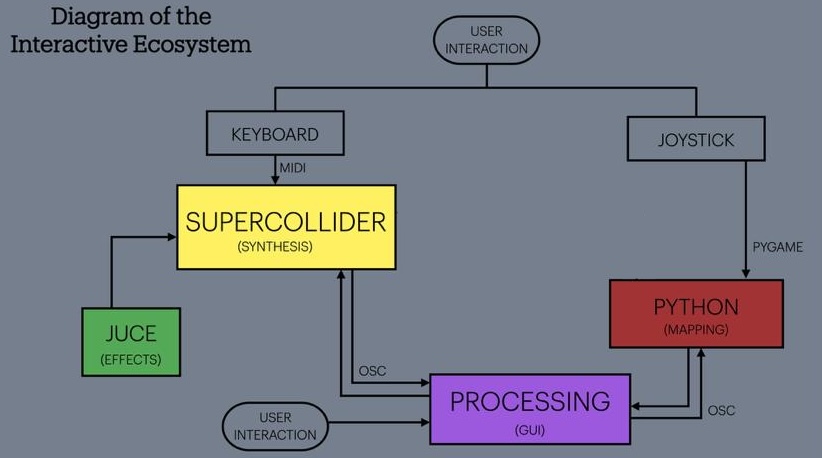 Diagram of the
Interactive Ecosystem
USER
INTERACTION
KEYBOARD
JOYSTICK
MIDI
SUPERCOLLIDER
(SYNTHESIS)
PYGAME
PYTHON
(MAPPING)
JUCE
(EFFECTS)
OSC
PROCESSING
(GUI)
OSC
USER
INTERACTION